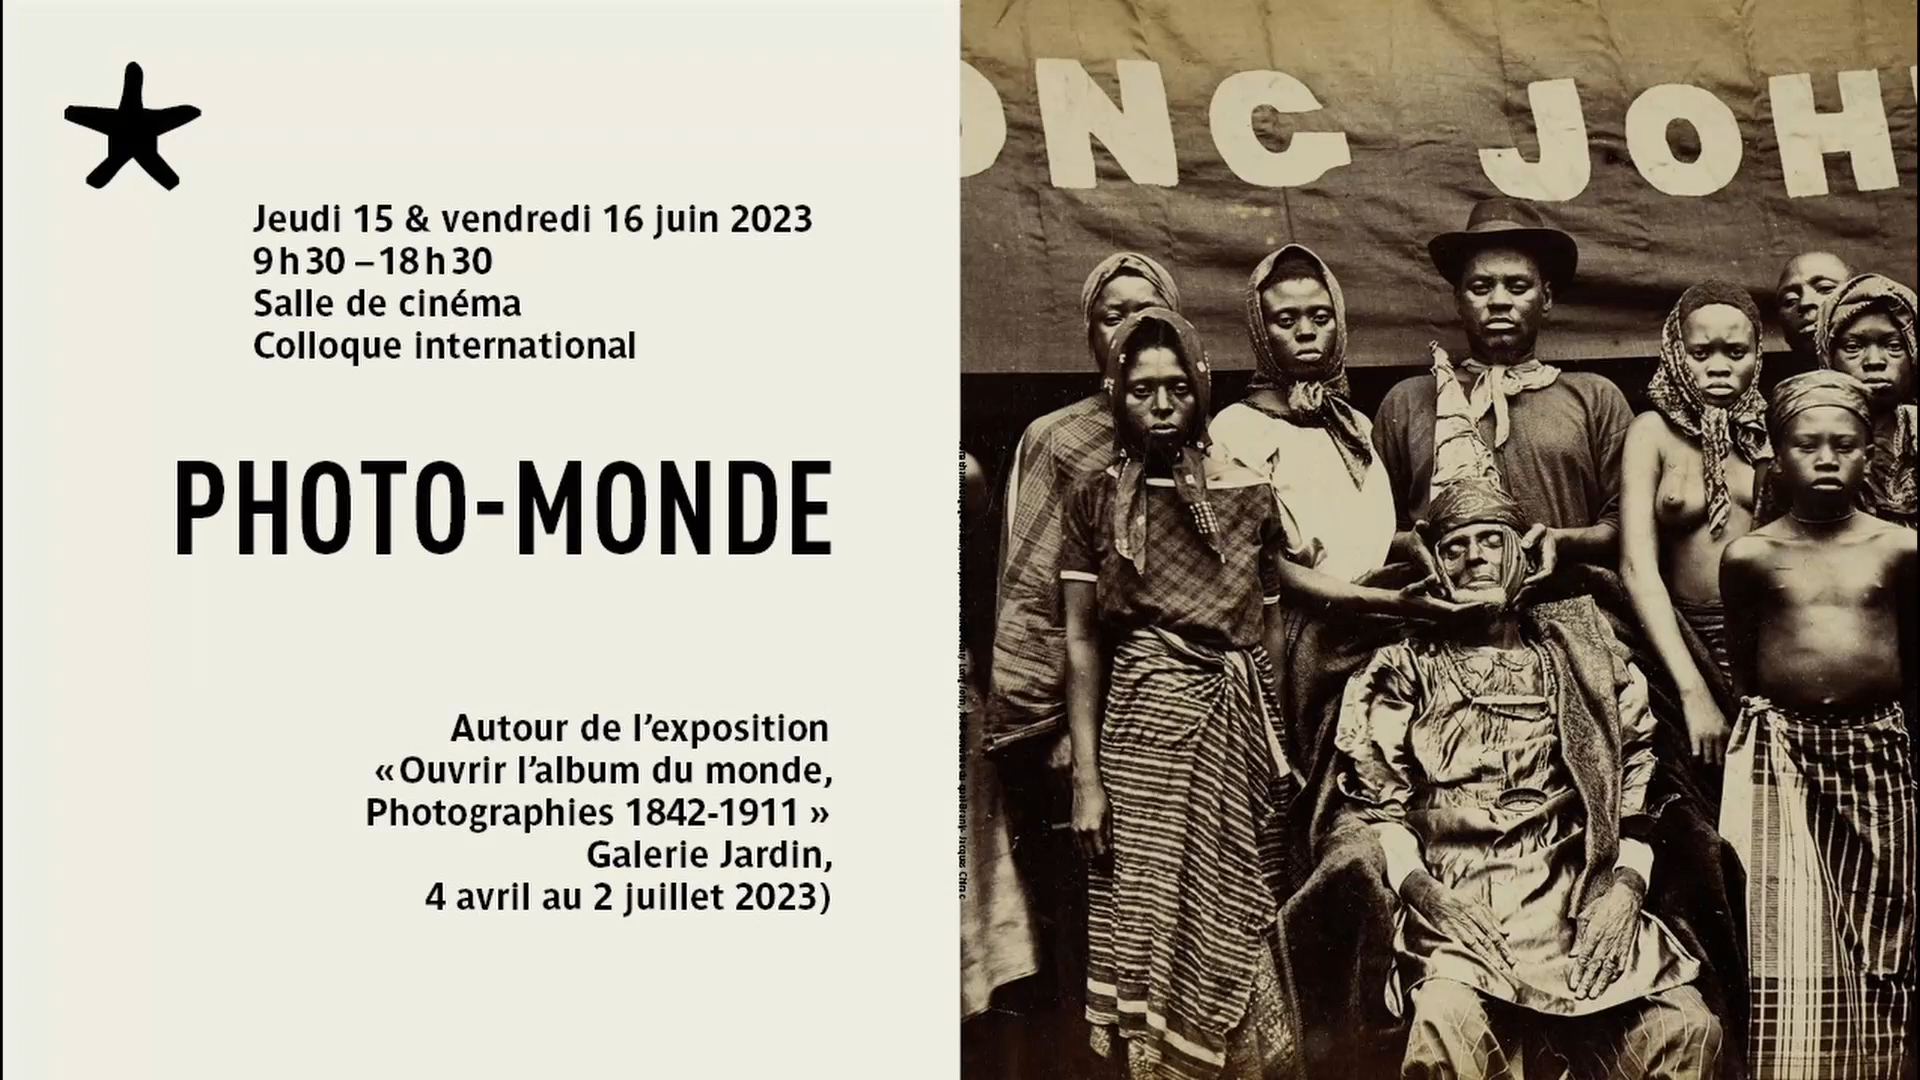 Jeudi 15 & vendredi 16 juin 2023
9 h 30 – 18 h 30
Salle de cinéma
Colloque international
PHOTO-MONDE
Autour de l’exposition
« Ouvrir l’album du monde,
Photographies 1842-1911 »
Galerie Jardin,
4 avril au 2 juillet 2023)
ONG JOH